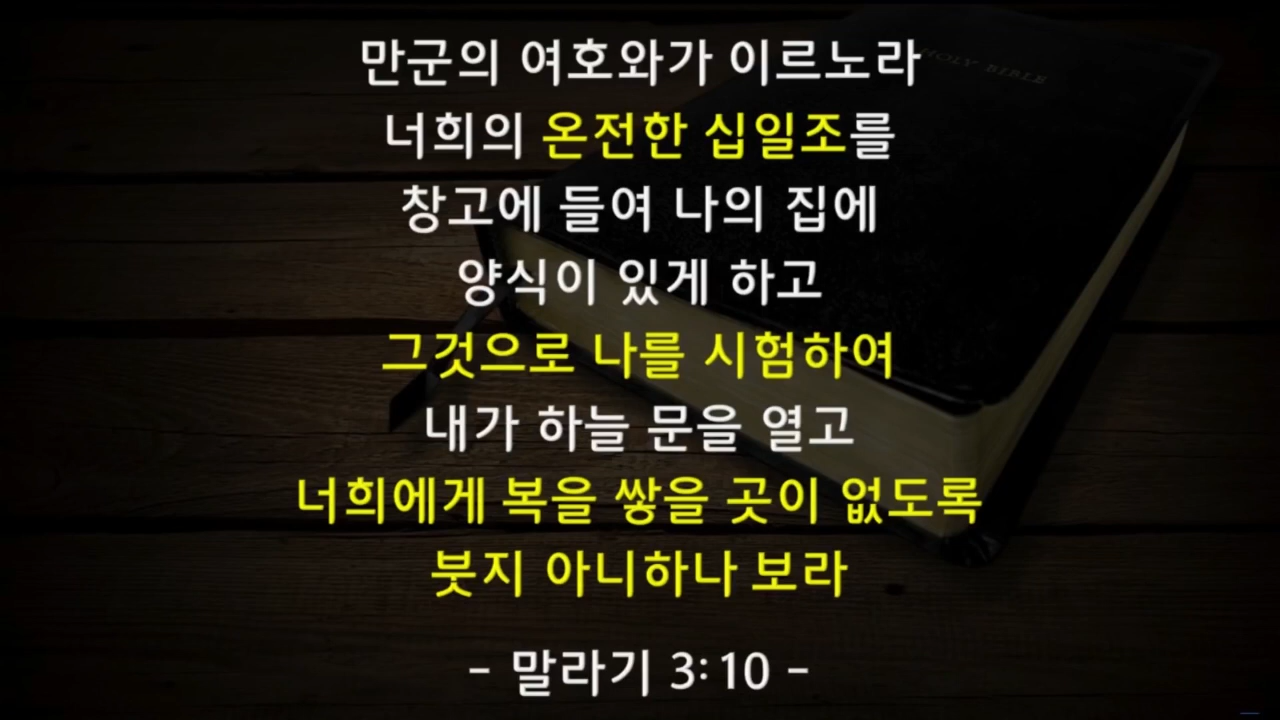 HOLY BIBLE
만군의 여호와가 이르노라
너희의 온전한 십일조를
창고에 들여 나의 집에
양식이 있게 하고
그것으로 나를 시험하여
내가 하늘 문을 열고
너희에게 복을 쌓을 곳이 없도록
붓지 아니하나 보라
- 말라기 3:10 -